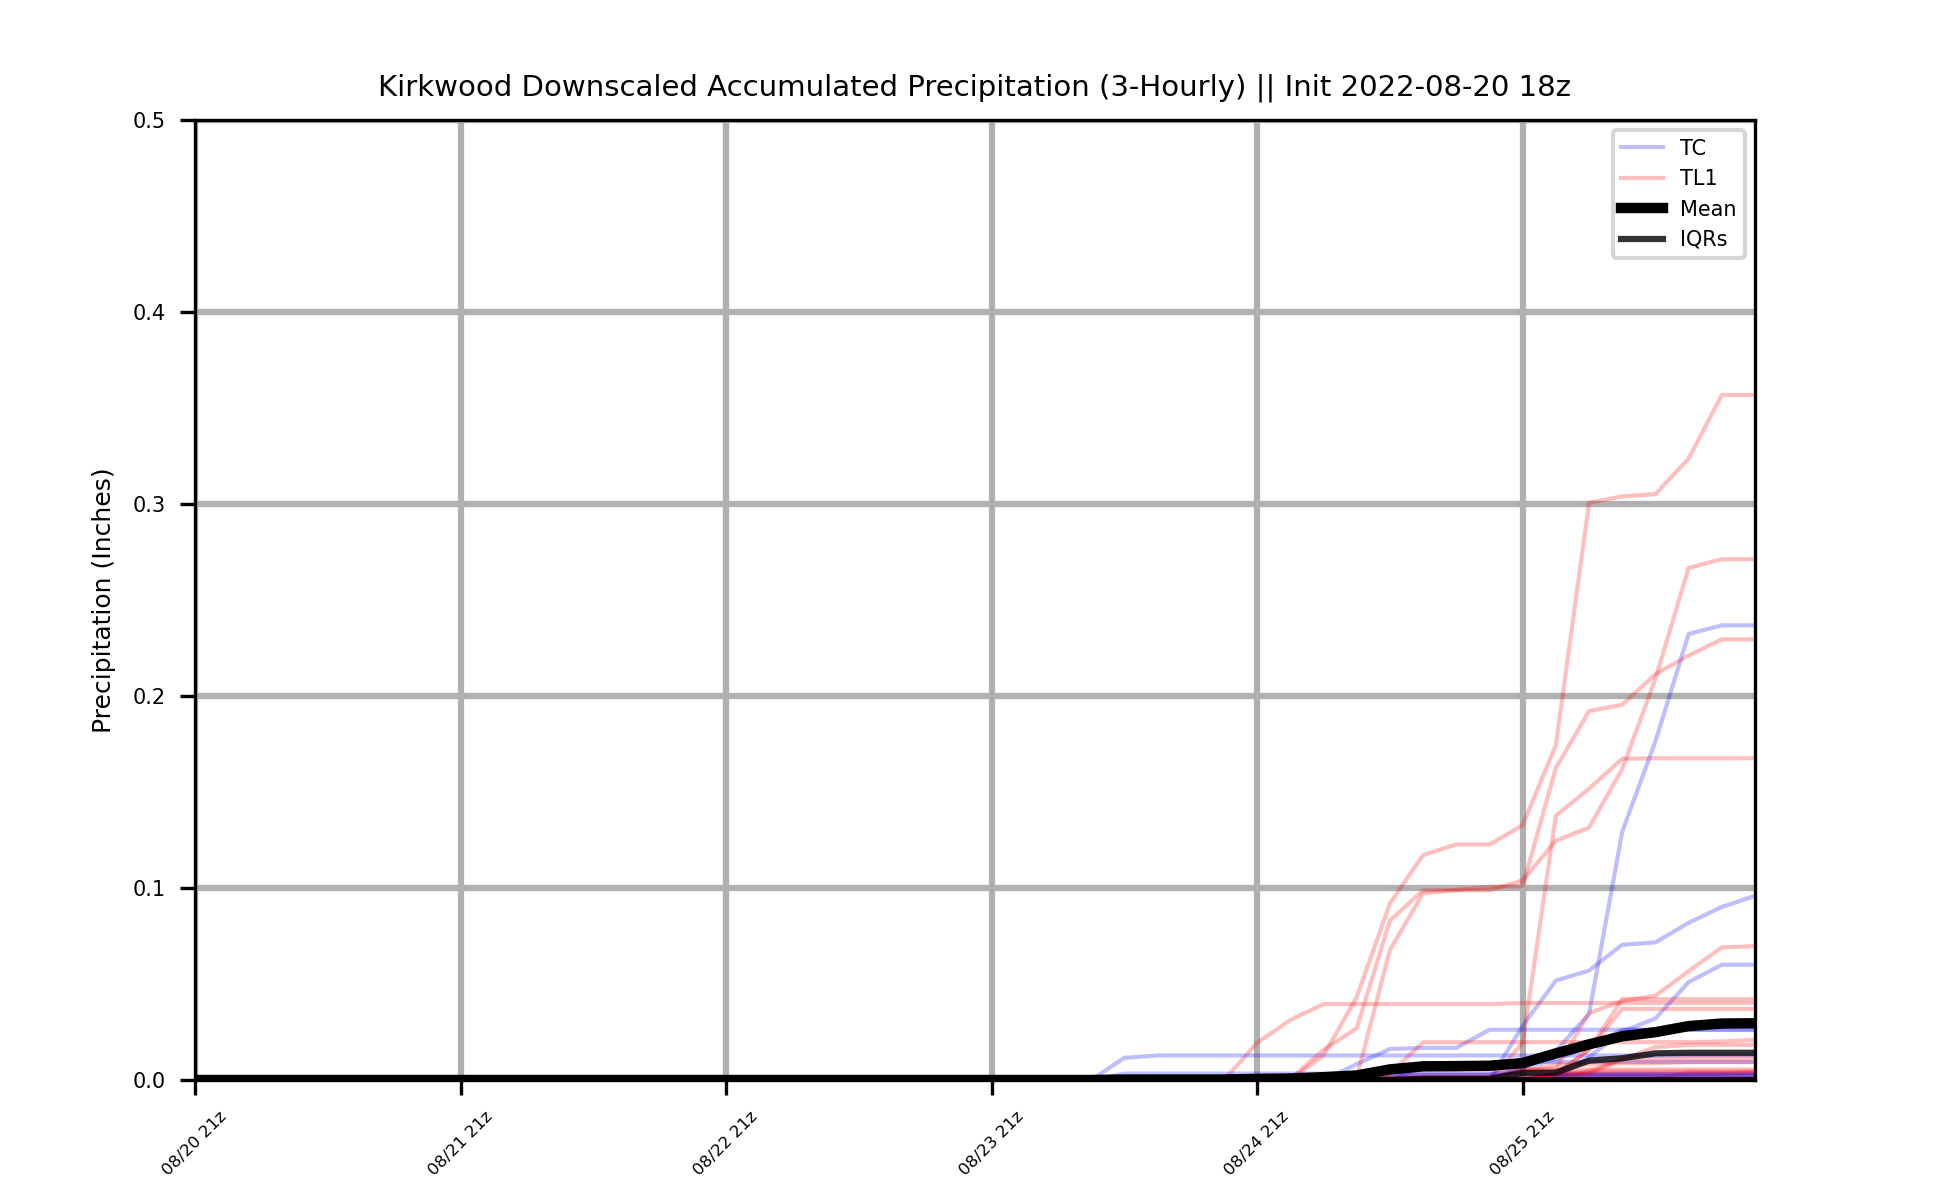 Kirkwood Downscaled Accumulated Precipitation (3-Hourly) || Init 2022-08-20 18z
TC
TL1
Mean
IQRs
Precipitation (Inches)
0.5
0.4
0.3
0.2
0.1
0.0
08/20 21z
08/21 21z
08/22 21z
08/23 21z
08/24 21z
08/25 21z